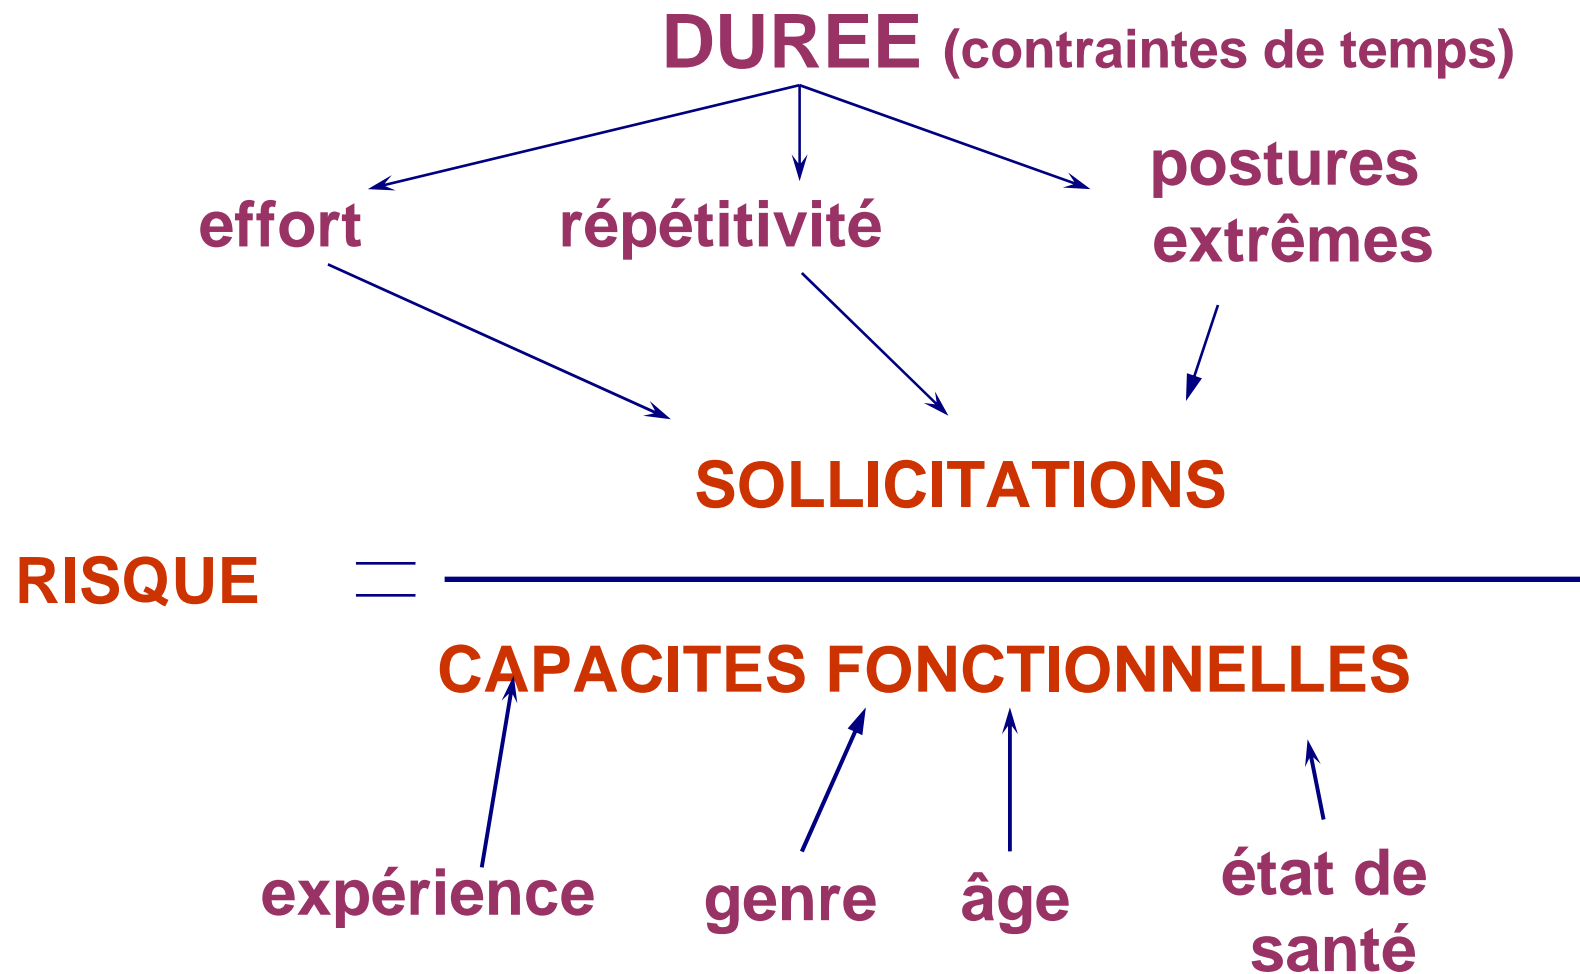 DUREE (contraintes de temps)
effort
répétitivité
postures
extrêmes
SOLLICITATIONS
RISQUE =
CAPACITES FONCTIONNELLES
expérience
genre
âge
état de
santé